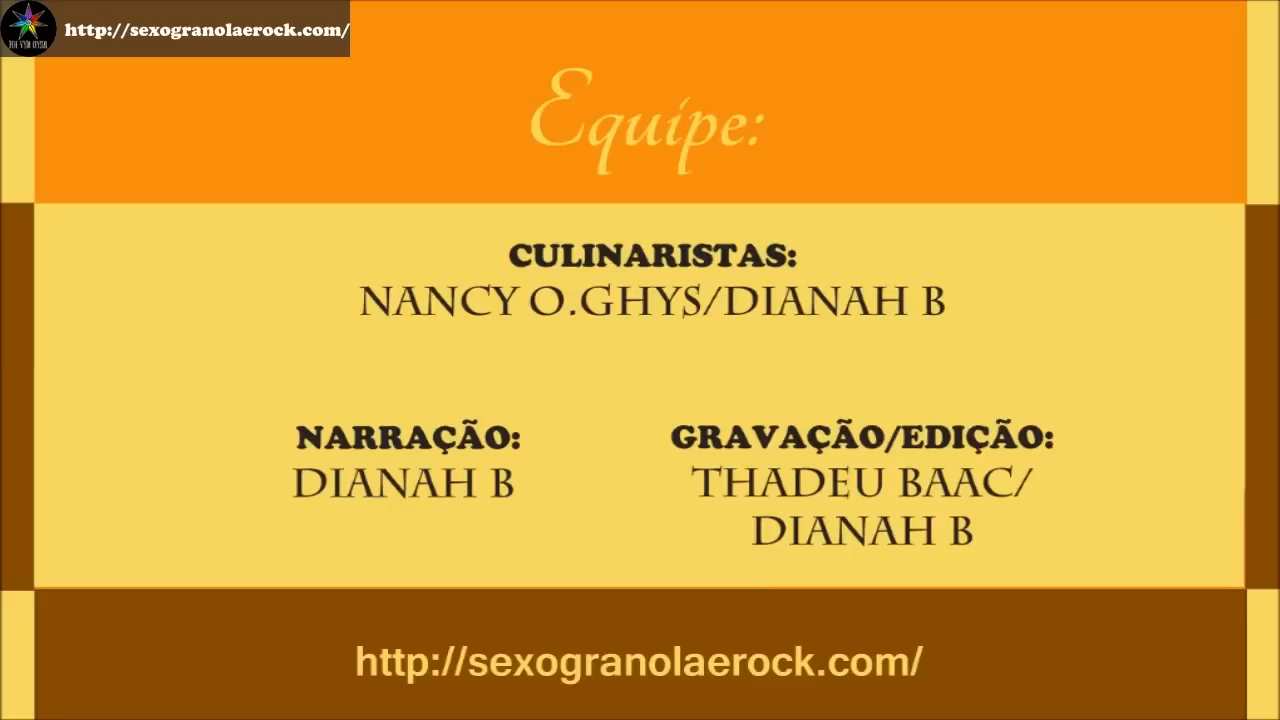 http://sexogranolaerock.com/
Equipe:
CULINARISTAS:
NANCY O.GHYS/DIANAH B
NARRAÇÃO:
DIANAH B
GRAVAÇÃO/EDIÇÃO:
THADEU BAAC/
DIANAH B
http://sexogranolaerock.com/